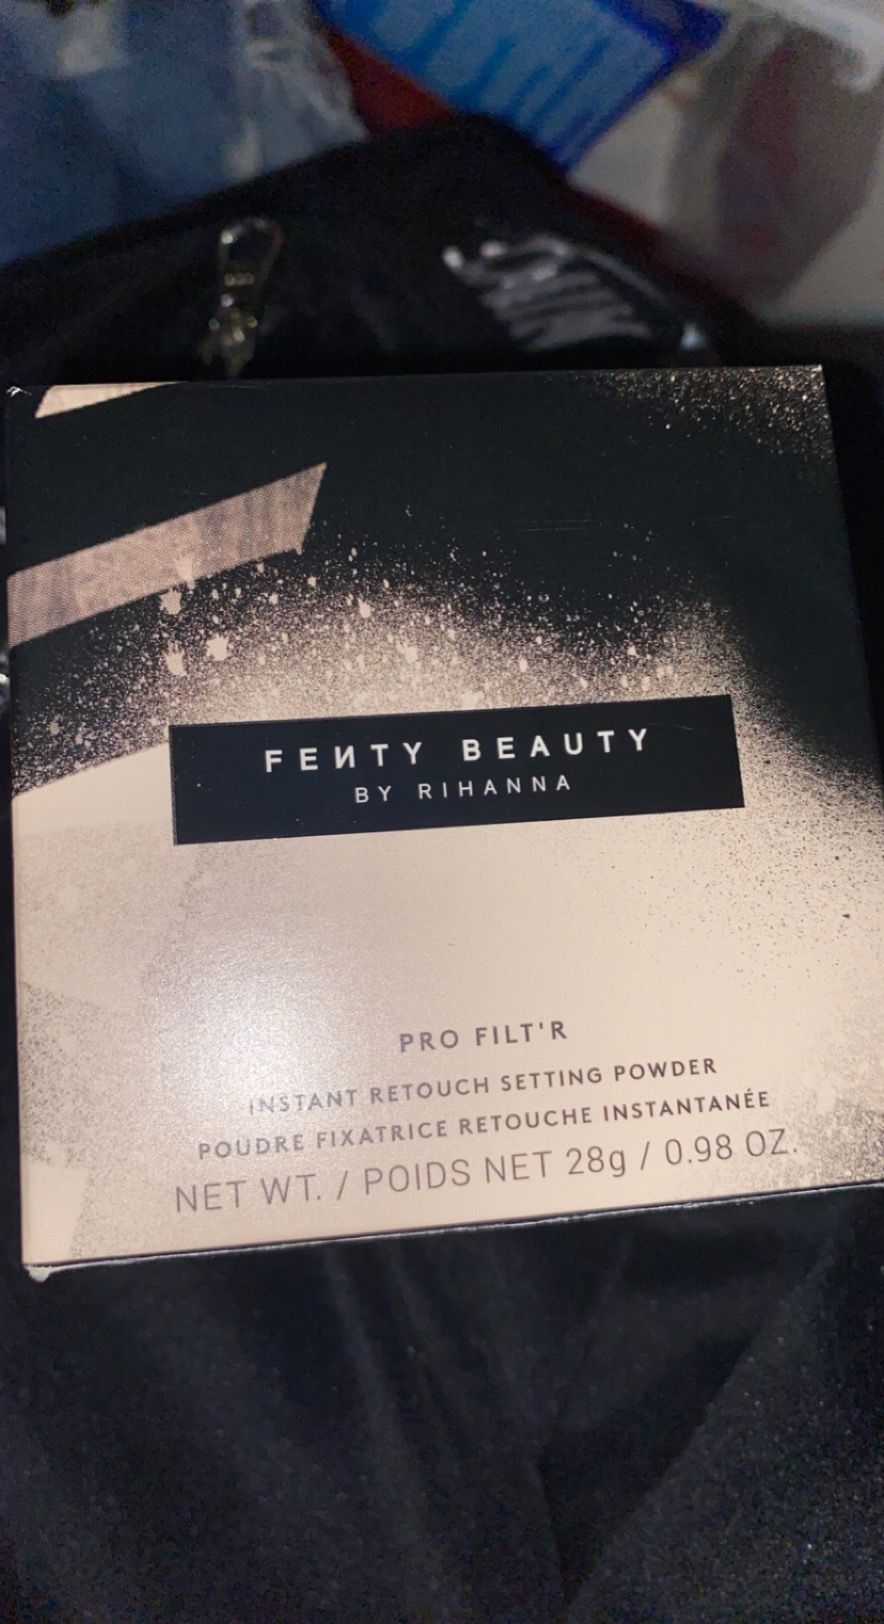 FEИTY BEAUTY
BY RIHANNA
PRO FILT'R
INSTANT RETOUCH SETTING POWDER
POUDRE FIXATRICE RETOUCHE INSTANTANÉE
NET WT. / POIDS NET 28g / 0.98 OZ.